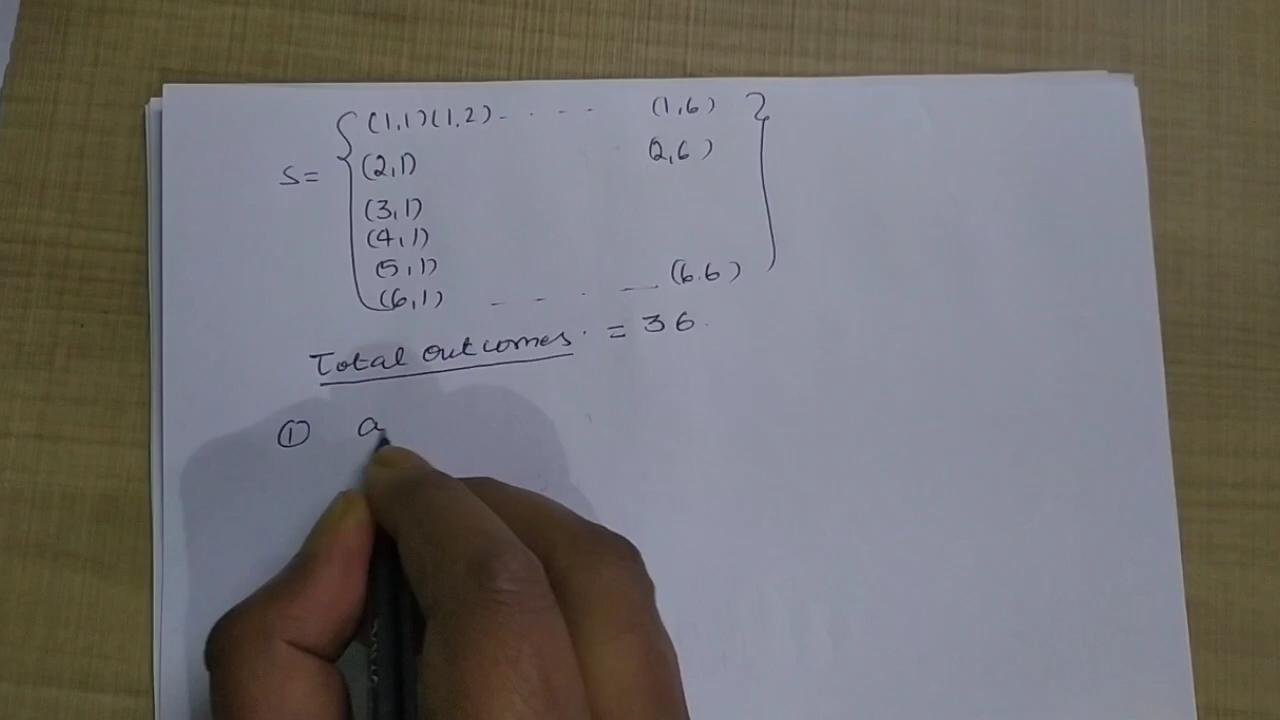 (1,1)(1,2)- . - - (1,6)
S= (2,1) (2,6)
(3,1)
(4,1)
(5,1)
(6,1) - - . — (6.6)
Total outcomes = 36.
① a